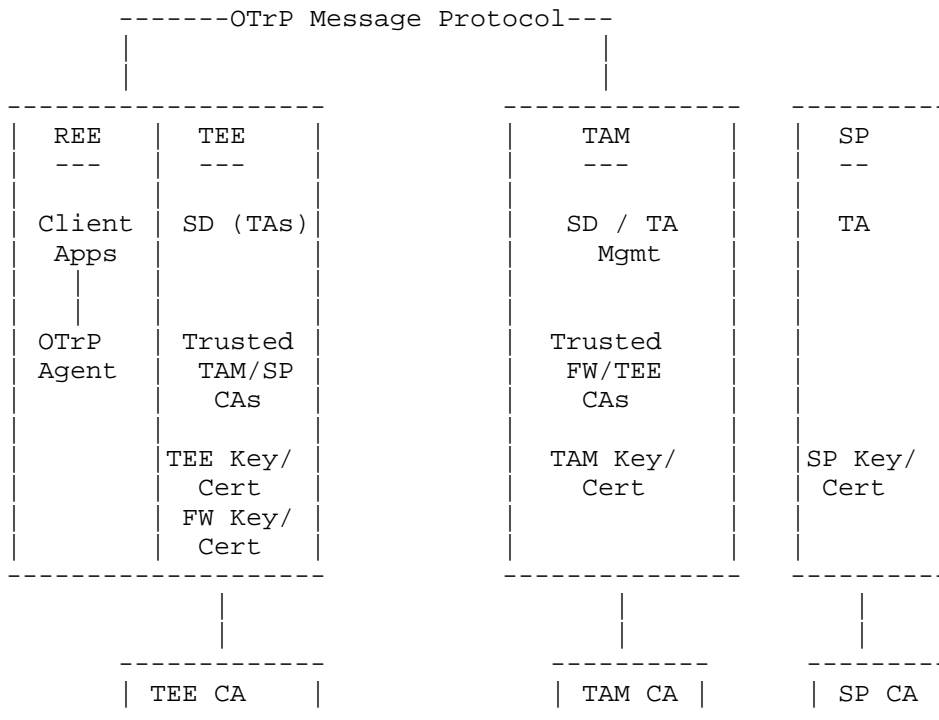 -------OTrP Message Protocol---
REE TEE TAM SP
--- --- --- --
Client SD (TAs) SD / TA TA
Apps Mgmt
OTrP Trusted Trusted
Agent TAM/SP FW/TEE
CAs CAs
TEE Key/ TAM Key/ SP Key/
Cert Cert Cert
FW Key/
Cert
TEE CA TAM CA SP CA